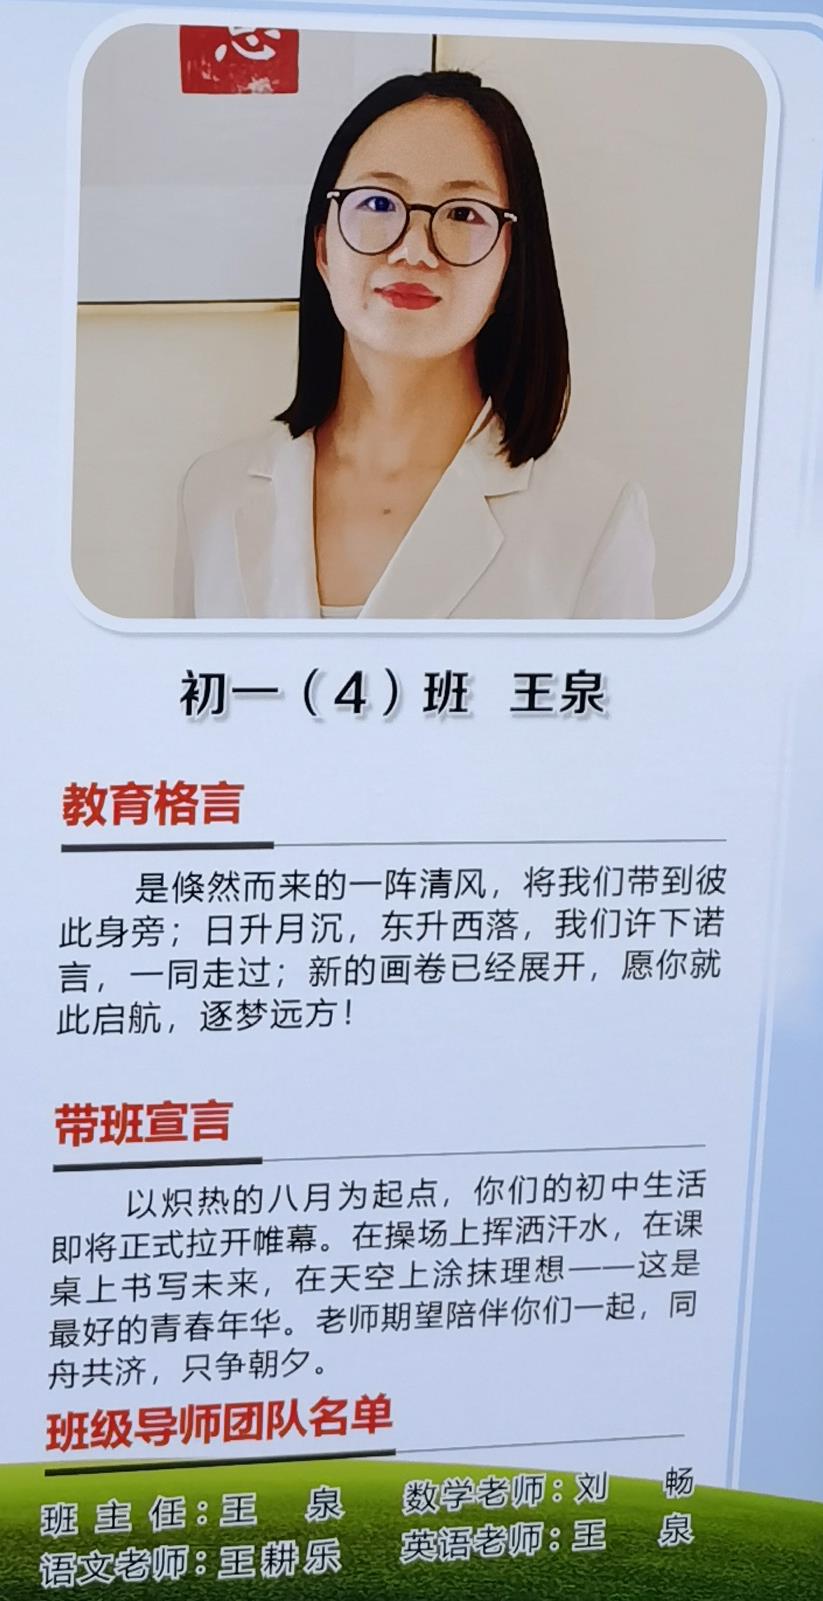 初一（4）班 王泉
教育格言
是倏然而来的一阵清风，将我们带到彼
此身旁；日升月沉，东升西落，我们许下诺
言，一同走过；新的画卷已经展开，愿你就
此启航，逐梦远方！
带班宣言
以炽热的八月为起点，你们的初中生活
即将正式拉开帷幕。在操场上挥洒汗水，在课
桌上书写未来，在天空上涂抹理想——这是
最好的青春年华。老师期望陪伴你们一起，同
舟共济，只争朝夕。
班级导师团队名单
班主任：王泉 数学老师：刘畅
语文老师：王耕乐 英语老师：王泉